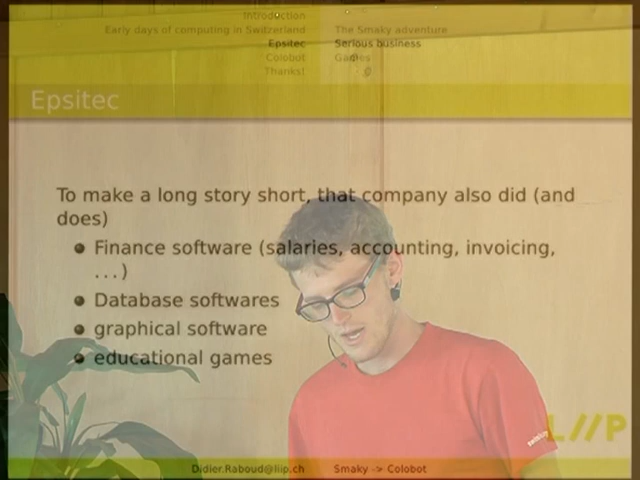 Introduction
Early days of computing in Switzerland
Epsitec
Colobot
Thanks!
The Smaky adventure
Serious business
Games
Epsitec
To make a long story short, that company also did (and
does)
Finance software (salaries, accounting, invoicing,
...)
Database softwares
graphical software
educational games
LIIP
Didier.Raboud@liip.ch Smaky -> Colobot